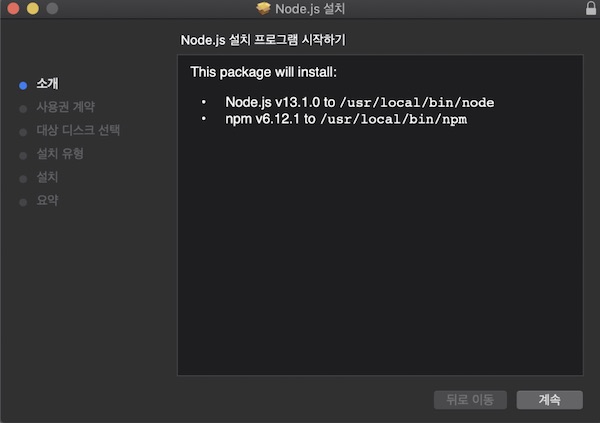 Node.js 설치
Node.js 설치 프로그램 시작하기
소개
사용권 계약
대상 디스크 선택
설치 유형
설치
요약
This package will install:
• Node.js v13.1.0 to /usr/local/bin/node
• npm v6.12.1 to /usr/local/bin/npm
뒤로 이동
계속